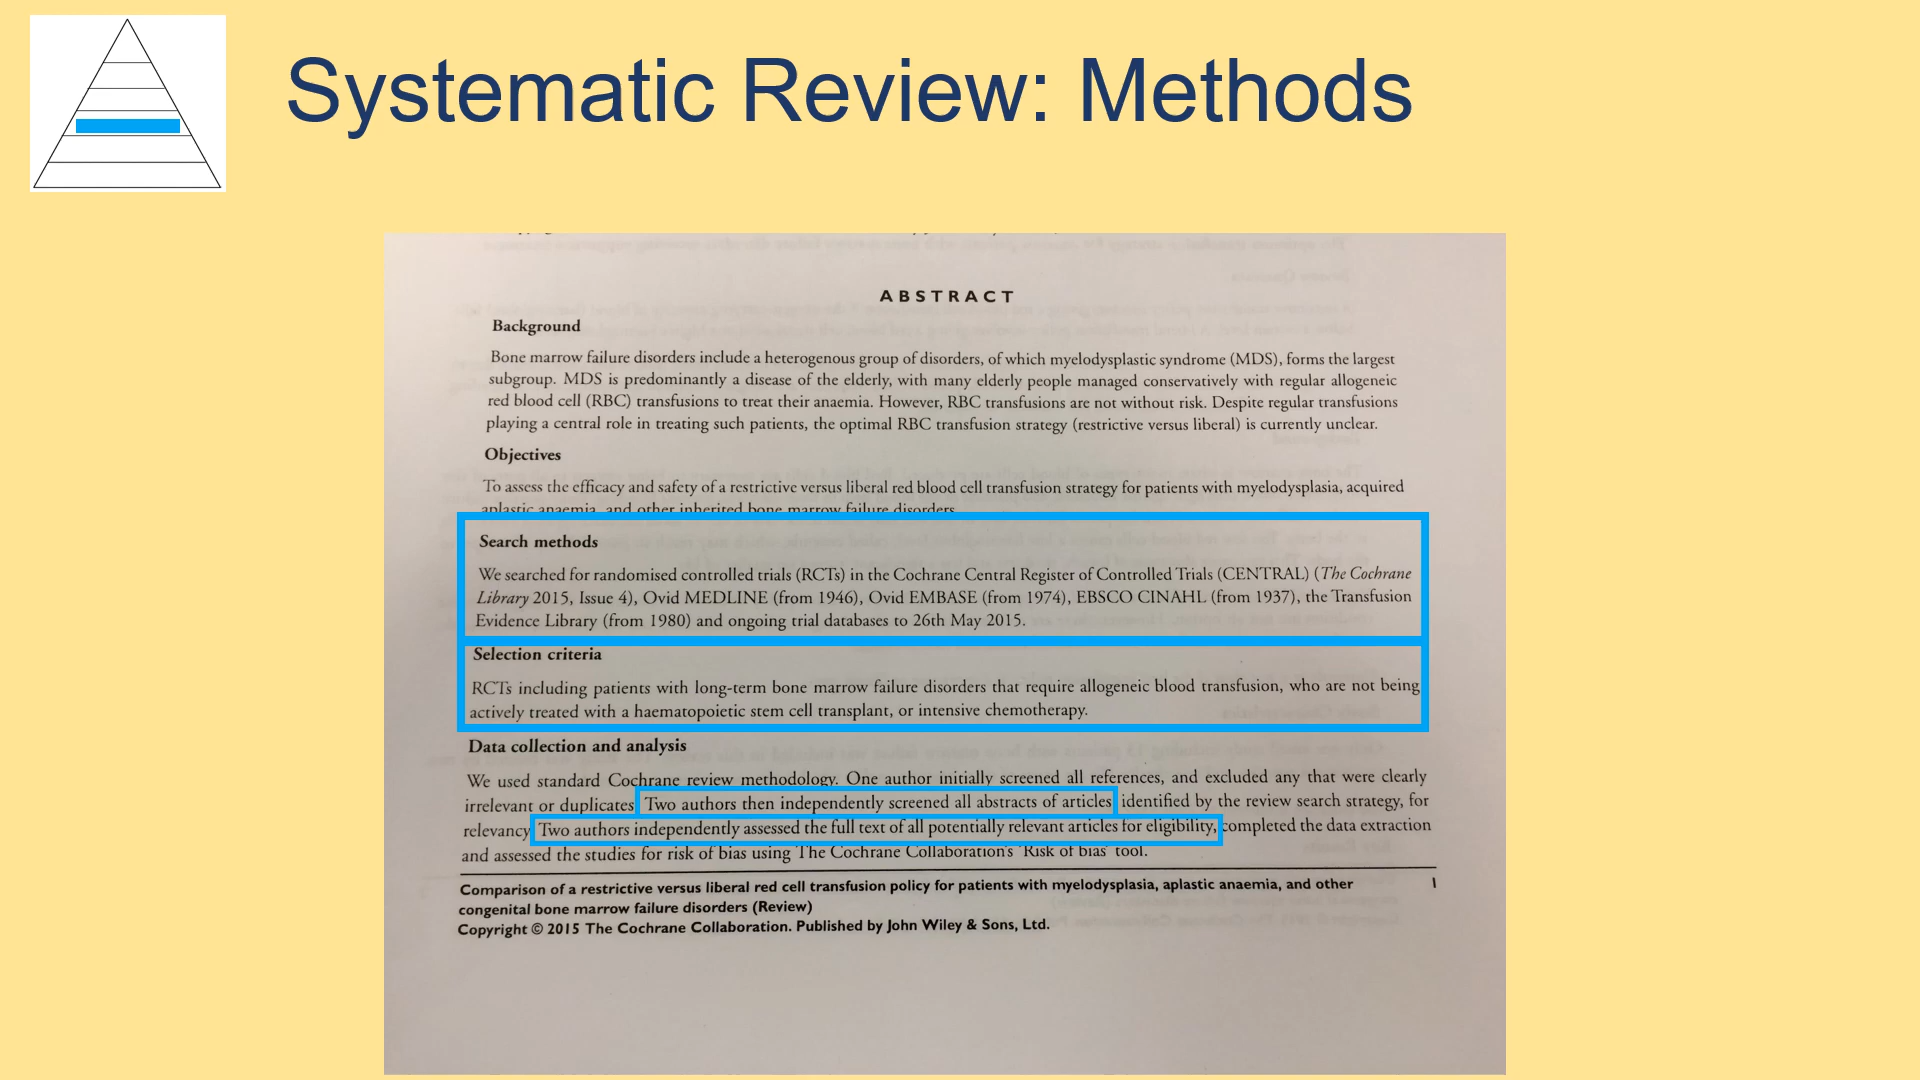 Systematic Review: Methods
ABSTRACT
Background
Bone marrow failure disorders include a heterogenous group of disorders, of which myelodysplastic syndrome (MDS), forms the largest
subgroup. MDS is predominantly a disease of the elderly, with many elderly people managed conservatively with regular allogeneic
red blood cell (RBC) transfusions to treat their anaemia. However, RBC transfusions are not without risk. Despite regular transfusions
playing a central role in treating such patients, the optimal RBC transfusion strategy (restrictive versus liberal) is currently unclear.
Objectives
To assess the efficacy and safety of a restrictive versus liberal red blood cell transfusion strategy for patients with myelodysplasia, acquired
aplastic anaemia, and other inherited bone marrow failure disorders.
Search methods
We searched for randomised controlled trials (RCTs) in the Cochrane Central Register of Controlled Trials (CENTRAL) (The Cochrane
Library 2015, Issue 4), Ovid MEDLINE (from 1946), Ovid EMBASE (from 1974), EBSCO CINAHL (from 1937), the Transfusion
Evidence Library (from 1980) and ongoing trial databases to 26th May 2015.
Selection criteria
RCTs including patients with long-term bone marrow failure disorders that require allogeneic blood transfusion, who are not being
actively treated with a haematopoietic stem cell transplant, or intensive chemotherapy.
Data collection and analysis
We used standard Cochrane review methodology. One author initially screened all references, and excluded any that were clearly
irrelevant or duplicates Two authors then independently screened all abstracts of articles, identified by the review search strategy, for
relevancy Two authors independently assessed the full text of all potentially relevant articles for eligibility, completed the data extraction
and assessed the studies for risk of bias using The Cochrane Collaboration's 'Risk of bias' tool.
Comparison of a restrictive versus liberal red cell transfusion policy for patients with myelodysplasia, aplastic anaemia, and other 1
congenital bone marrow failure disorders (Review)
Copyright © 2015 The Cochrane Collaboration. Published by John Wiley & Sons, Ltd.